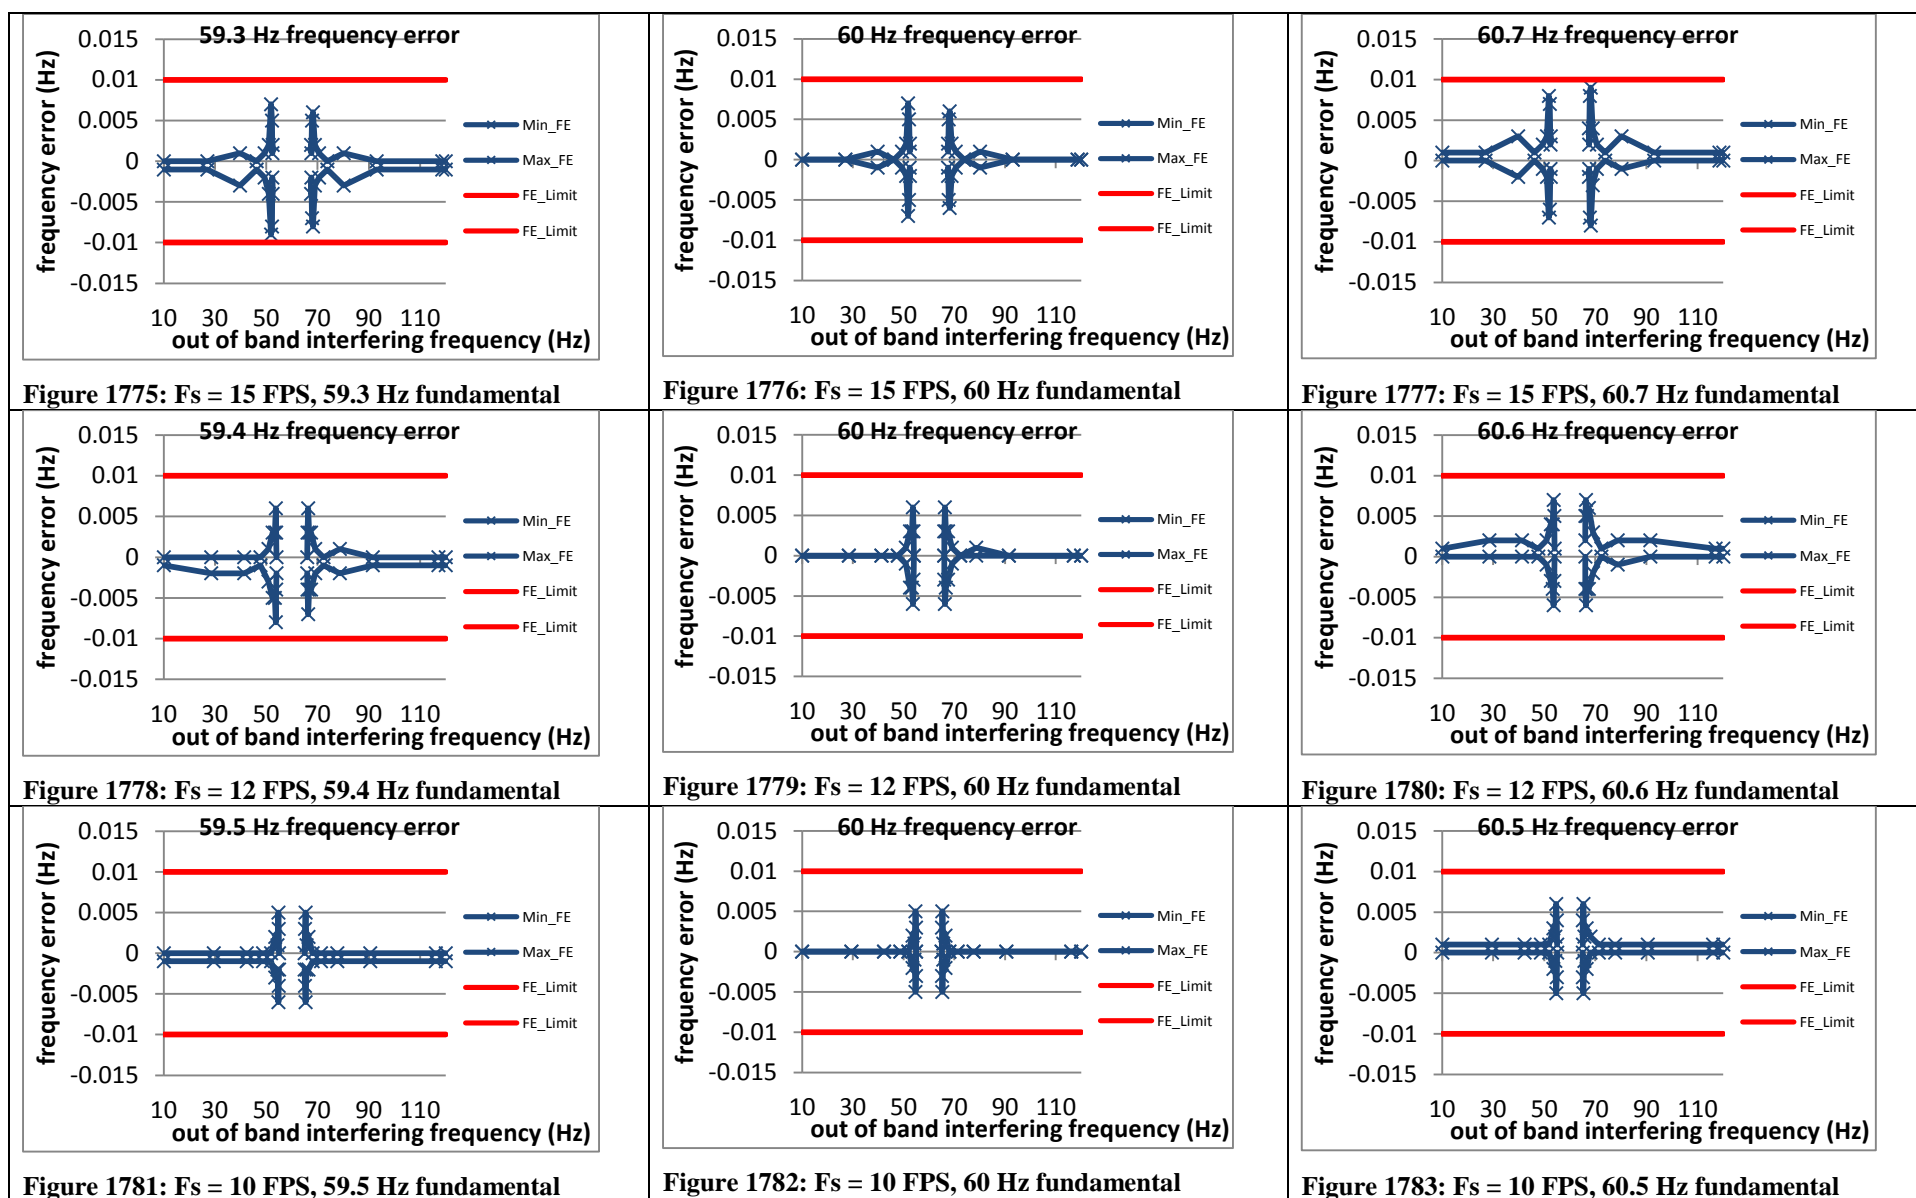 59.3 Hz frequency error
frequency error (Hz)
0.015
0.01
0.005
0
-0.005
-0.01
-0.015
10 30 50 70 90 110
out of band interfering frequency (Hz)
Min_FE
Max_FE
FE_Limit
FE_Limit
Figure 1775: Fs = 15 FPS, 59.3 Hz fundamental
60 Hz frequency error
frequency error (Hz)
0.015
0.01
0.005
0
-0.005
-0.01
-0.015
10 30 50 70 90 110
out of band interfering frequency (Hz)
Min_FE
Max_FE
FE_Limit
FE_Limit
Figure 1776: Fs = 15 FPS, 60 Hz fundamental
60.7 Hz frequency error
frequency error (Hz)
0.015
0.01
0.005
0
-0.005
-0.01
-0.015
10 30 50 70 90 110
out of band interfering frequency (Hz)
Min_FE
Max_FE
FE_Limit
FE_Limit
Figure 1777: Fs = 15 FPS, 60.7 Hz fundamental
59.4 Hz frequency error
frequency error (Hz)
0.015
0.01
0.005
0
-0.005
-0.01
-0.015
10 30 50 70 90 110
out of band interfering frequency (Hz)
Min_FE
Max_FE
FE_Limit
FE_Limit
Figure 1778: Fs = 12 FPS, 59.4 Hz fundamental
60 Hz frequency error
frequency error (Hz)
0.015
0.01
0.005
0
-0.005
-0.01
-0.015
10 30 50 70 90 110
out of band interfering frequency (Hz)
Min_FE
Max_FE
FE_Limit
FE_Limit
Figure 1779: Fs = 12 FPS, 60 Hz fundamental
60.6 Hz frequency error
frequency error (Hz)
0.015
0.01
0.005
0
-0.005
-0.01
-0.015
10 30 50 70 90 110
out of band interfering frequency (Hz)
Min_FE
Max_FE
FE_Limit
FE_Limit
Figure 1780: Fs = 12 FPS, 60.6 Hz fundamental
59.5 Hz frequency error
frequency error (Hz)
0.015
0.01
0.005
0
-0.005
-0.01
-0.015
10 30 50 70 90 110
out of band interfering frequency (Hz)
Min_FE
Max_FE
FE_Limit
FE_Limit
Figure 1781: Fs = 10 FPS, 59.5 Hz fundamental
60 Hz frequency error
frequency error (Hz)
0.015
0.01
0.005
0
-0.005
-0.01
-0.015
10 30 50 70 90 110
out of band interfering frequency (Hz)
Min_FE
Max_FE
FE_Limit
FE_Limit
Figure 1782: Fs = 10 FPS, 60 Hz fundamental
60.5 Hz frequency error
frequency error (Hz)
0.015
0.01
0.005
0
-0.005
-0.01
-0.015
10 30 50 70 90 110
out of band interfering frequency (Hz)
Min_FE
Max_FE
FE_Limit
FE_Limit
Figure 1783: Fs = 10 FPS, 60.5 Hz fundamental